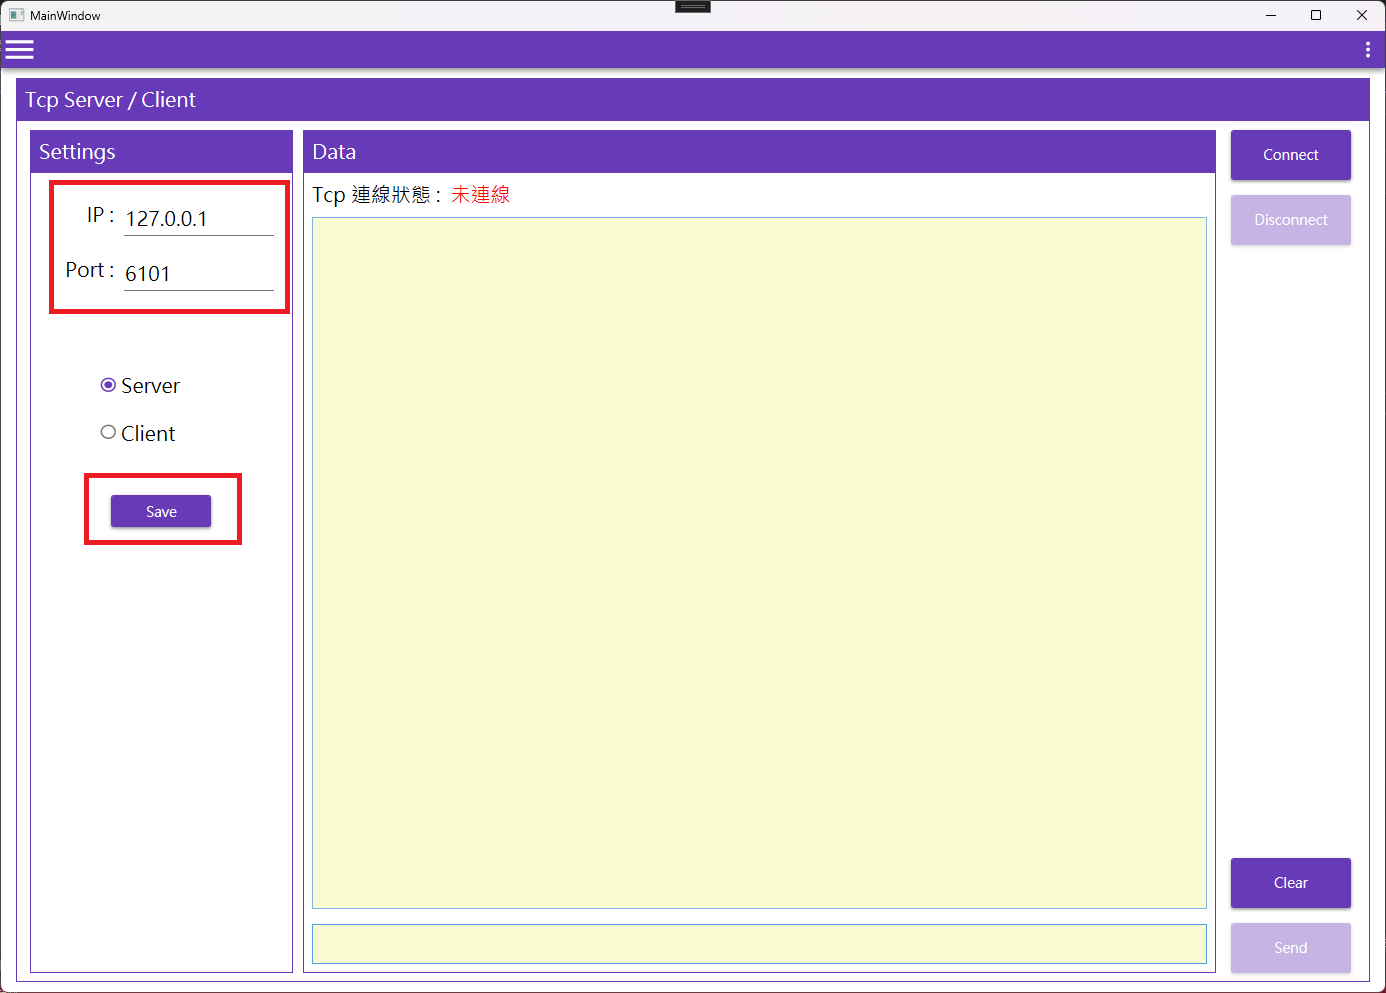 MainWindow
Tcp Server / Client
Settings
IP : 127.0.0.1
Port : 6101
Server
Client
Save
Data
Tcp 連線狀態 : 未連線
Connect
Disconnect
Clear
Send